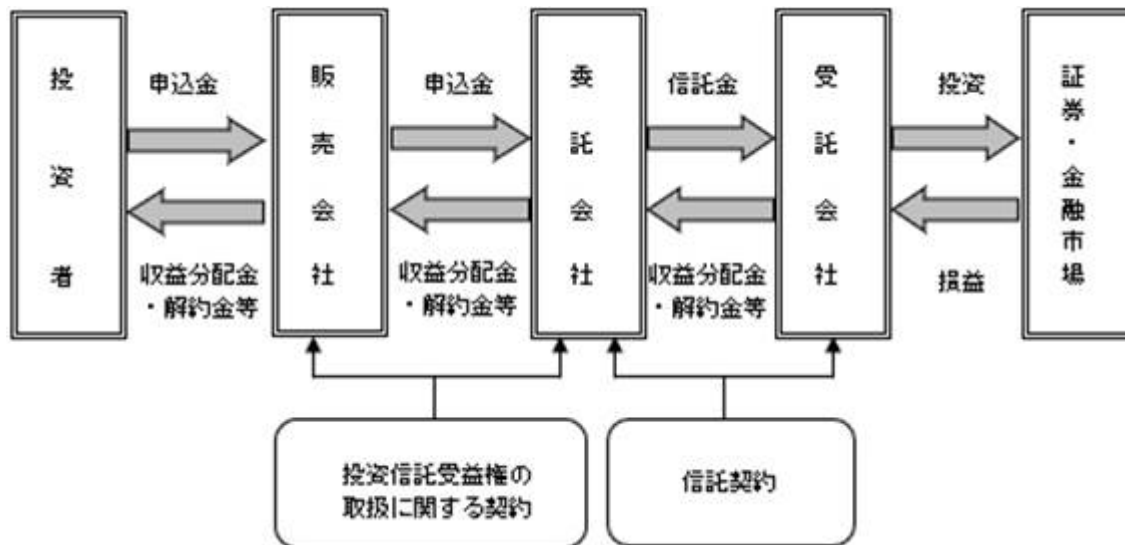 投資者
申込金
収益分配金
・解約金等
販売会社
申込金
収益分配金
・解約金等
委託会社
信託金
収益分配金
・解約金等
受託会社
投資
損益
証券・金融市場
投資信託受益権の
取扱に関する契約
信託契約